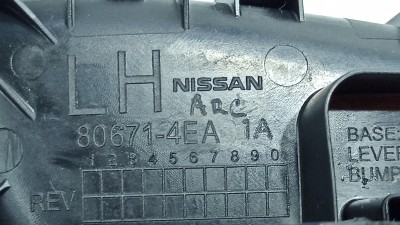 LH NISSAN
ARC
80671-4EA 1A
1 2 3 4 5 6 7 8 9 0
REV
BASE:
LEVER
BUMP